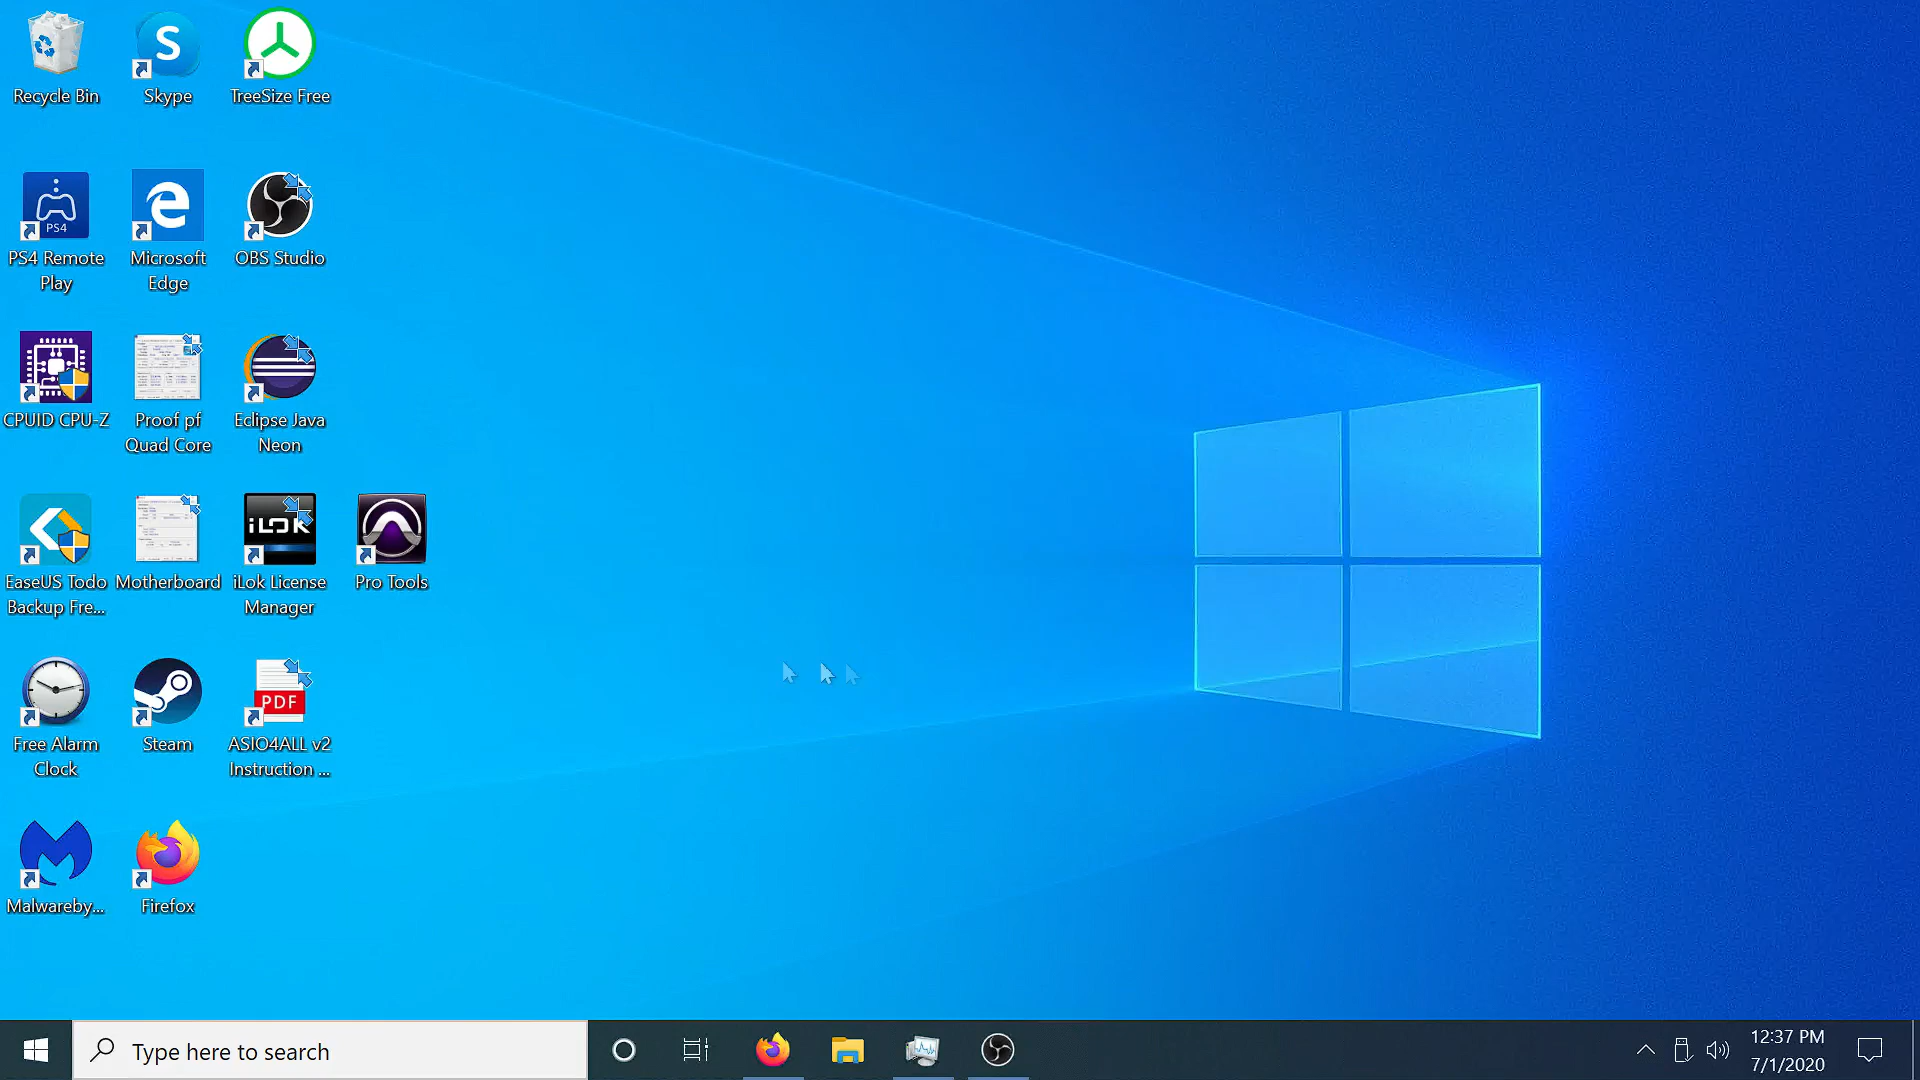 Recycle Bin
Skype
TreeSize Free
PS4
PS4 Remote
Play
Microsoft
Edge
OBS Studio
CPUID CPU-Z
Proof pf
Quad Core
Eclipse Java
Neon
iLOK
EaseUS Todo
Backup Fre...
Motherboard
iLok License
Manager
Pro Tools
PDF
Free Alarm
Clock
Steam
ASIO4ALL v2
Instruction ...
Malwareby...
Firefox
Type here to search
12:37 PM
7/1/2020